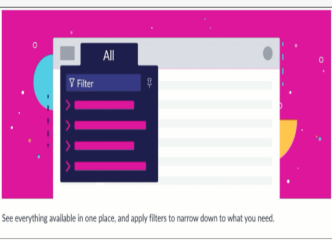 All
Filter
See everything available in one place, and apply filters to narrow down to what you need.